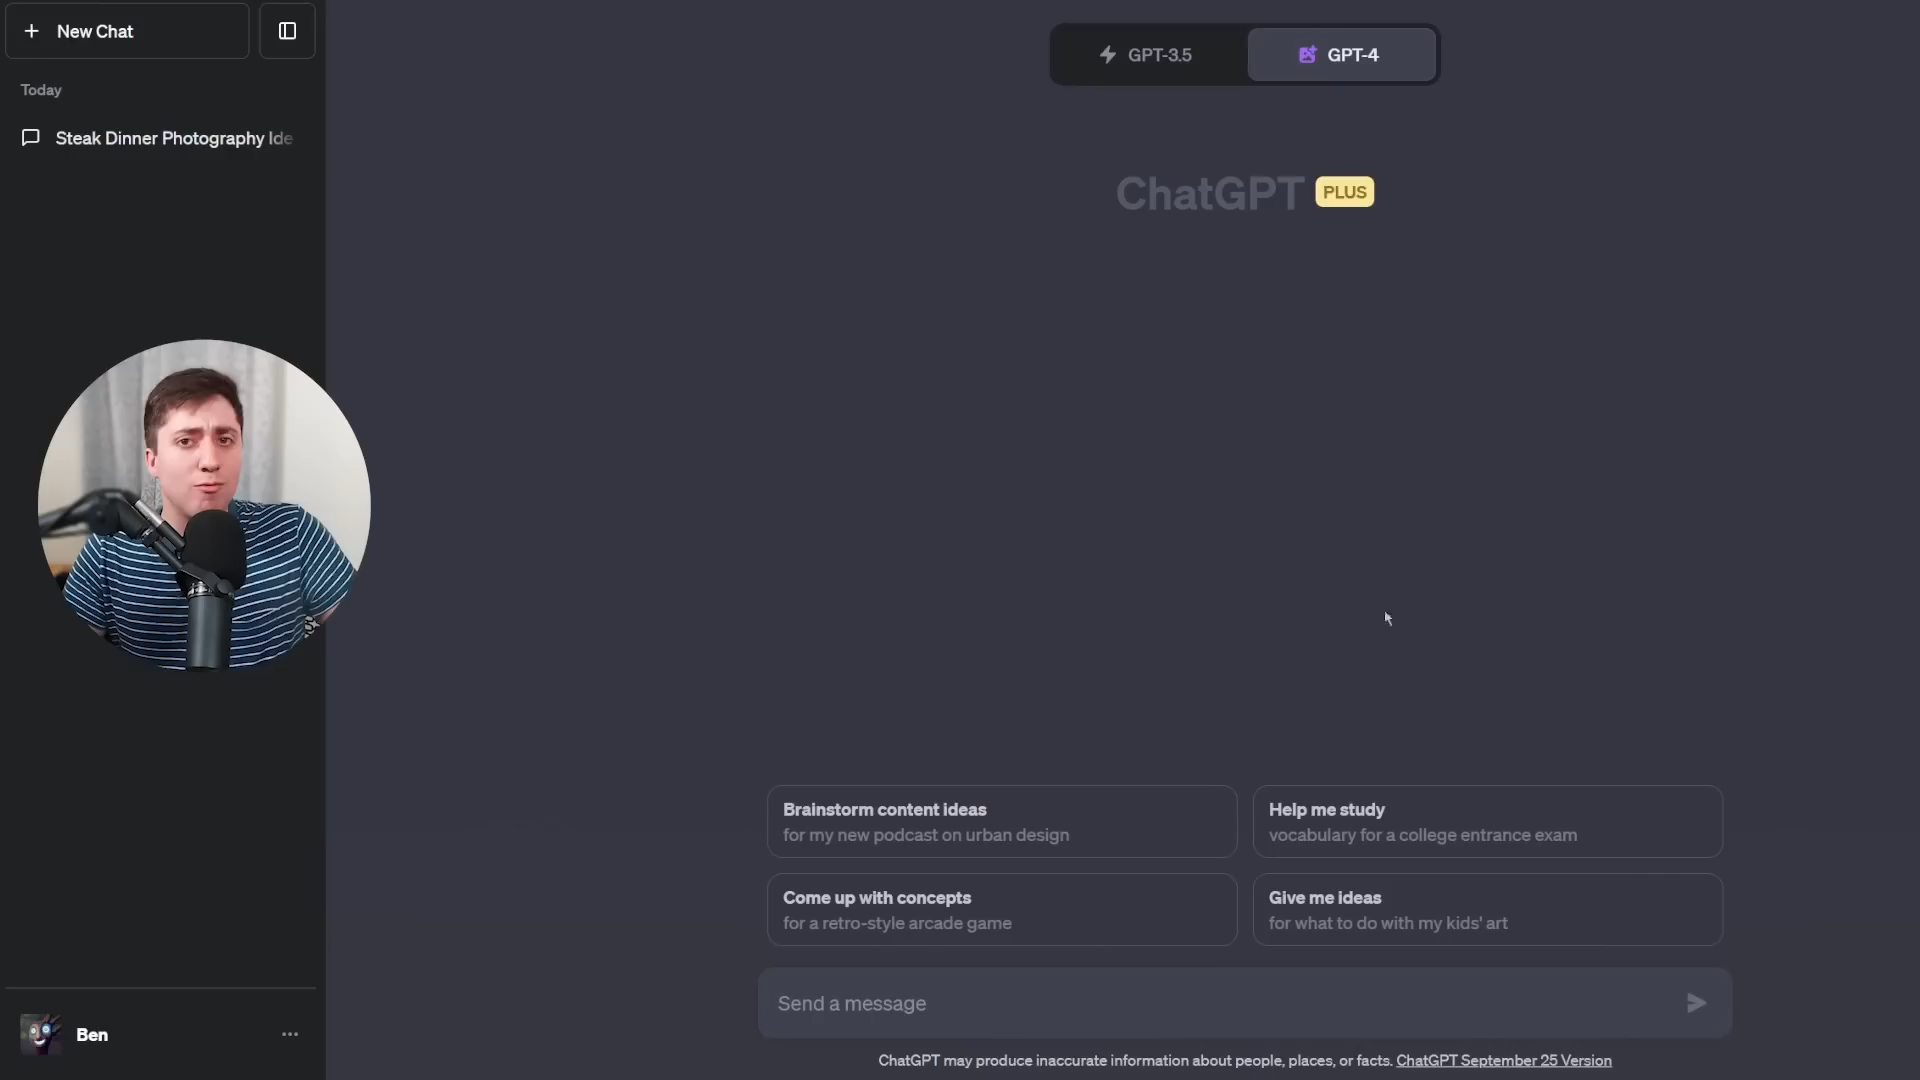 New Chat
Today
Steak Dinner Photography Ide
GPT-3.5
GPT-4
ChatGPT PLUS
Brainstorm content ideas
for my new podcast on urban design
Help me study
vocabulary for a college entrance exam
Come up with concepts
for a retro-style arcade game
Give me ideas
for what to do with my kids' art
Send a message
Ben
ChatGPT may produce inaccurate information about people, places, or facts. ChatGPT September 25 Version